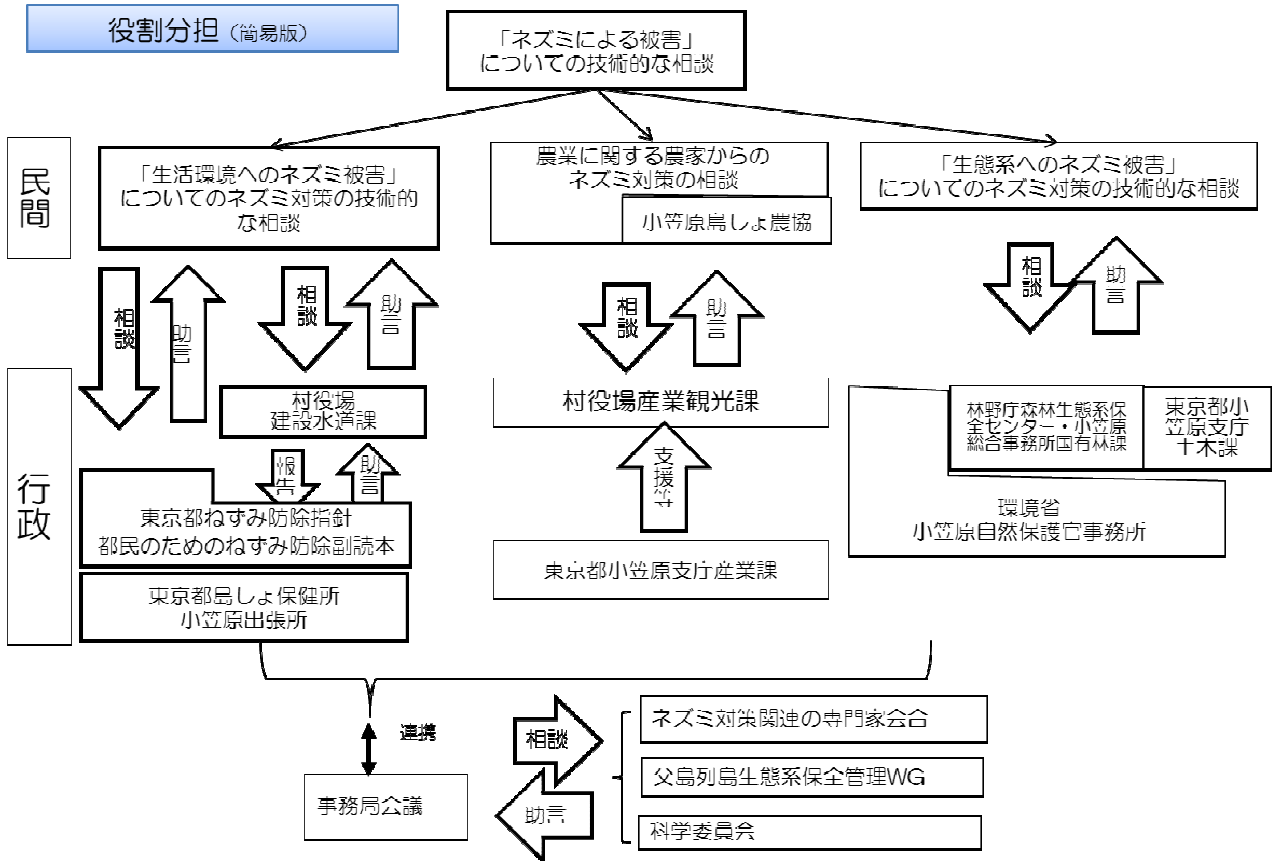 役割分担（簡易版）
「ネズミによる被害」
についての技術的な相談
民間
「生活環境へのネズミ被害」
についてのネズミ対策の技術的
な相談
農業に関する農家からの
ネズミ対策の相談
小笠原島しょ農協
「生態系へのネズミ被害」
についてのネズミ対策の技術的な相談
相談
助言
相談
助言
相談
助言
相談
助言
行政
村役場
建設水道課
報告
助言
東京都ねずみ防除指針
都民のためのねずみ防除副読本
東京都島しょ保健所
小笠原出張所
村役場産業観光課
支援等
東京都小笠原支庁産業課
林野庁森林生態系保
全センター・小笠原
総合事務所国有林課
東京都小
笠原支庁
土木課
環境省
小笠原自然保護官事務所
連携
事務局会議
相談
助言
ネズミ対策関連の専門家会合
父島列島生態系保全管理WG
科学委員会